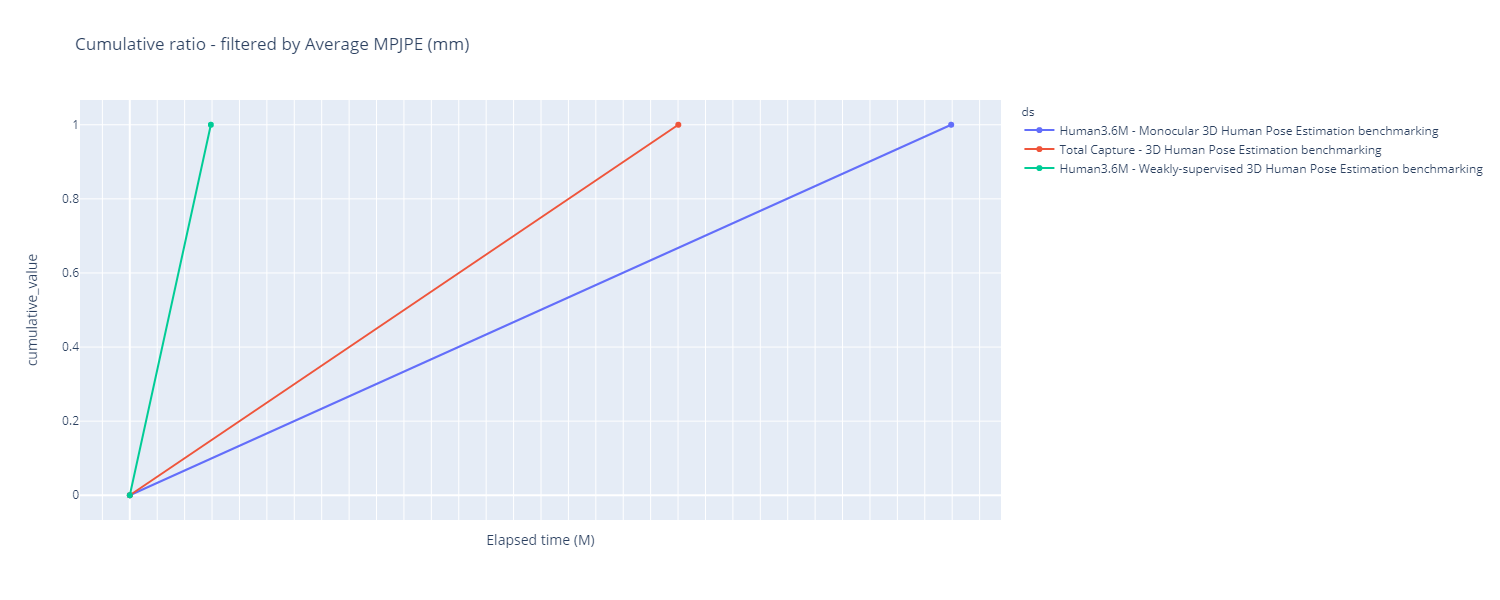 Cumulative ratio - filtered by Average MPJPE (mm)
ds
Human3.6M - Monocular 3D Human Pose Estimation benchmarking
Total Capture - 3D Human Pose Estimation benchmarking
Human3.6M - Weakly-supervised 3D Human Pose Estimation benchmarking
1
0.8
0.6
0.4
0.2
0
cumulative_value
Elapsed time (M)